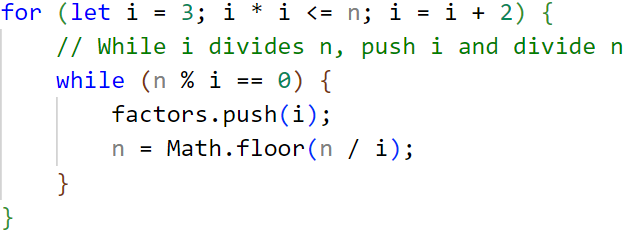 for (let i = 3; i * i <= n; i = i + 2) {
    // While i divides n, push i and divide n
    while (n % i == 0) {
        factors.push(i);
        n = Math.floor(n / i);
    }
}